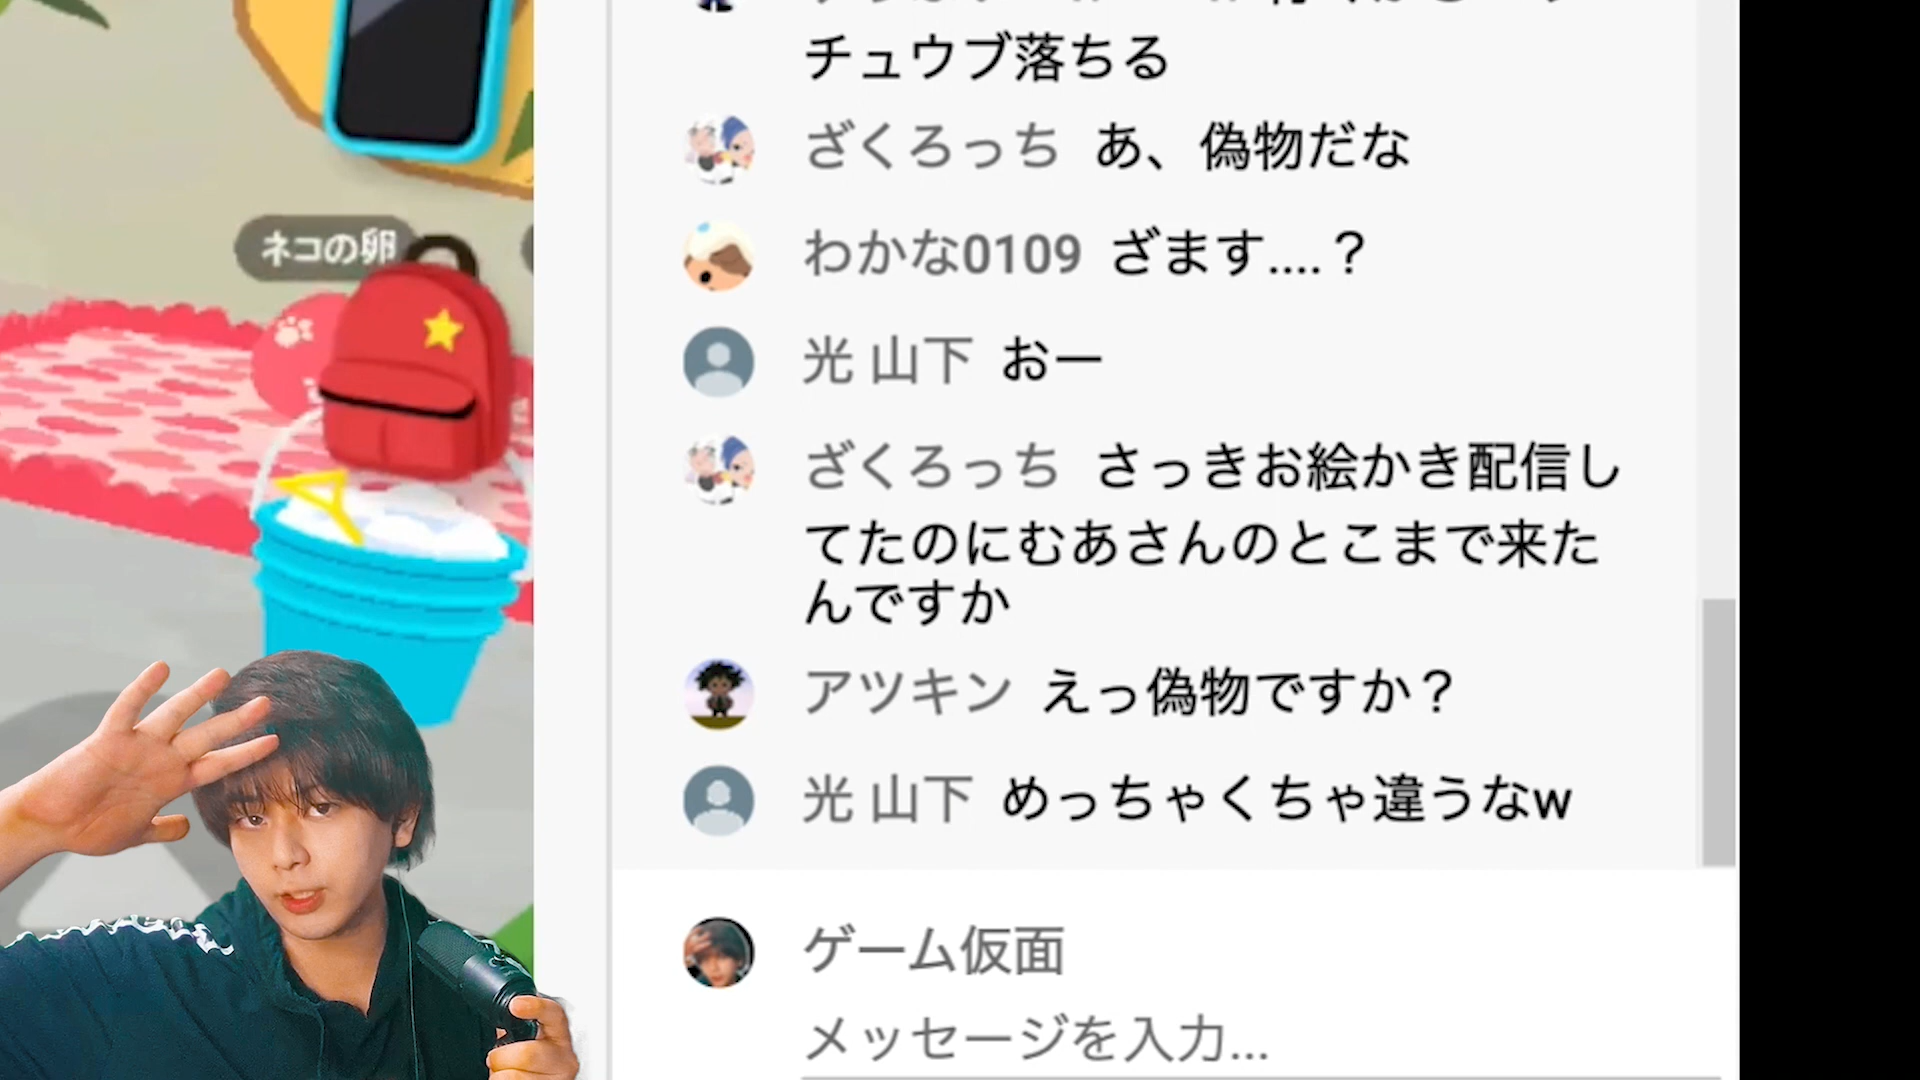 チュウブ落ちる
ざくろっち あ、偽物だな
ネコの卵
わかな0109 ざます....？
光 山下 おー
ざくろっち さっきお絵かき配信し
てたのにむあさんのとこまで来た
んですか
アツキン えっ偽物ですか？
光 山下 めっちゃくちゃ違うなw
ゲーム仮面
メッセージを入力...